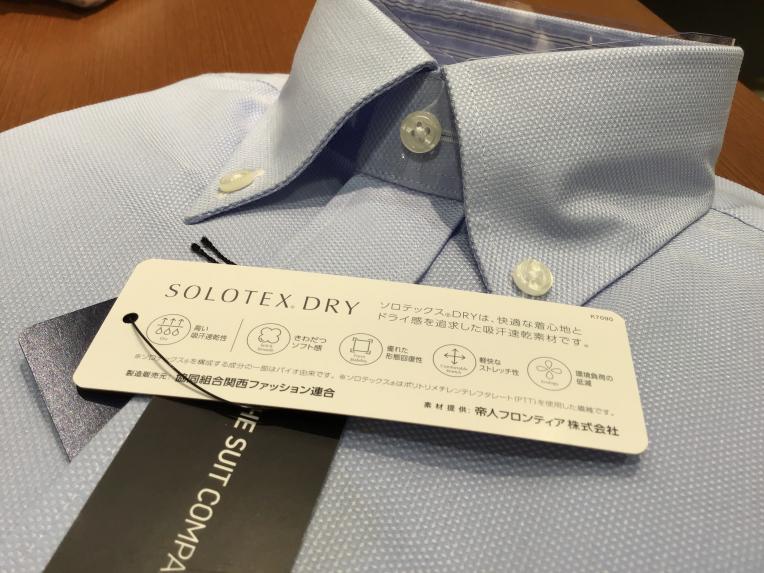 SOLOTEX® DRY
ソロテックス®DRYは、快適な着心地と
ドライ感を追求した吸汗速乾素材です。
K7090
高い
吸汗速乾性
きわだつ
ソフト感
優れた
形態回復性
軽快な
ストレッチ性
環境負荷の
低減
Dry
Ecology
※ソロテックス®を構成する成分の一部はバイオ由来です。※ソロテックス®はポリトリメチレンテレフタレート(PTT)を使用した繊維です。
製造販売元：協同組合関西ファッション連合
素材提供：帝人フロンティア株式会社
HE SUIT COMPA